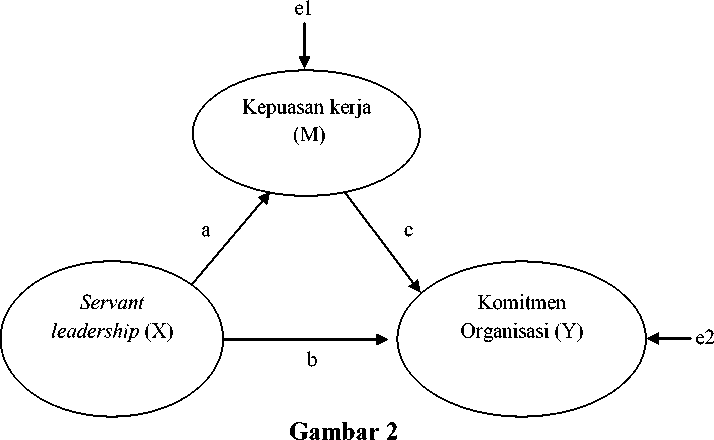 e1
Kepuasan kerja
(M)
a
c
Servant
leadership (X)
Komitmen
Organisasi (Y)
e2
b
Gambar 2